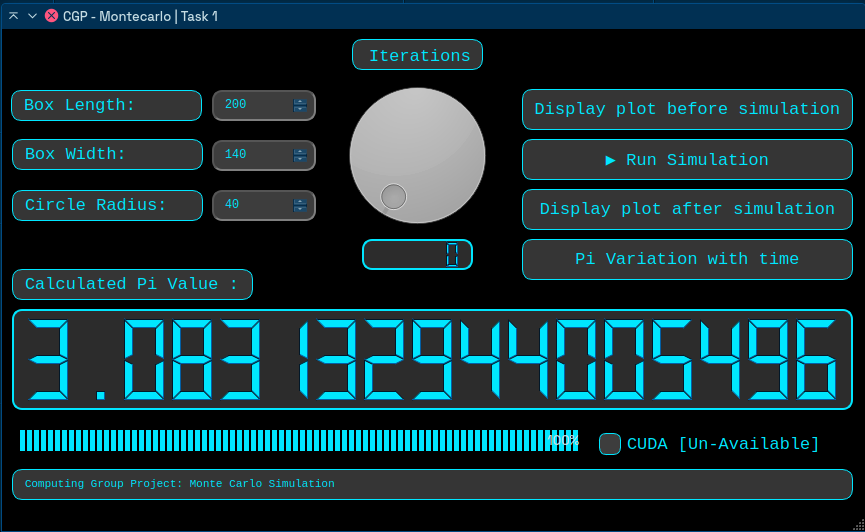 CGP - Montecarlo | Task 1
Iterations
Box Length:
200
Display plot before simulation
Box Width:
140
▶ Run Simulation
Circle Radius:
40
Display plot after simulation
0
Pi Variation with time
Calculated Pi Value :
3.083132944005496
100%
CUDA [Un-Available]
Computing Group Project: Monte Carlo Simulation